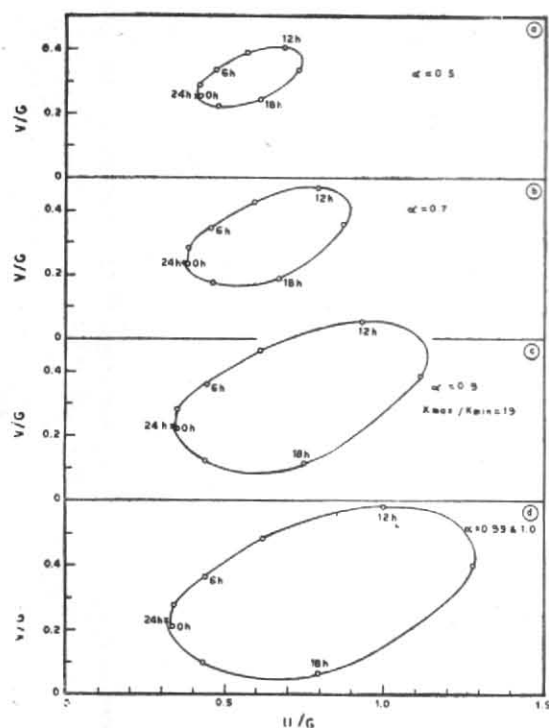 a
0.4
12h
6h
α = 0.5
24h 0h
V/G
0.2
18h
0
b
0.4
12h
α = 0.7
6h
24h 0h
V/G
0.2
18h
0
12h
c
0.4
6h
α = 0.9
Kmax / Kmin = 19
24h 0h
V/G
0.2
18h
0
d
12h
α = 0.99 & 1.0
0.4
6h
24h 0h
V/G
0.2
18h
0
0.5
1.0
1.5
U/G